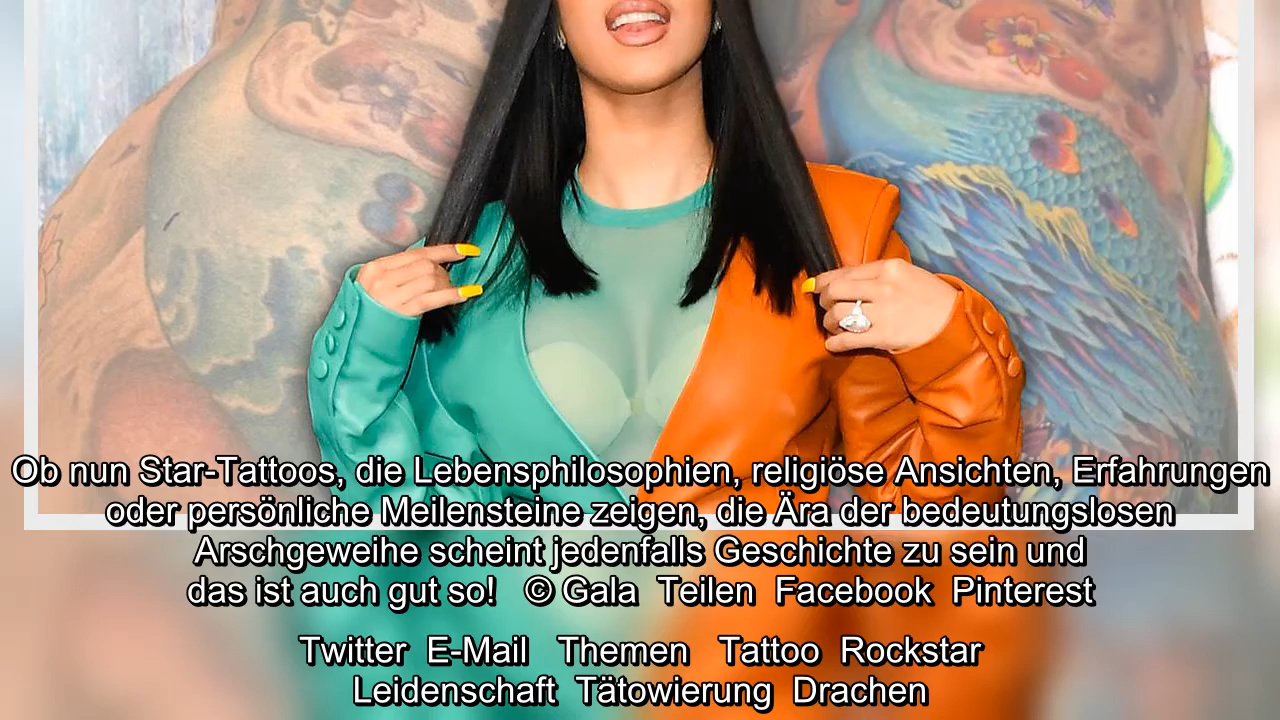 Ob nun Star-Tattoos, die Lebensphilosophien, religiöse Ansichten, Erfahrungen
oder persönliche Meilensteine zeigen, die Ära der bedeutungslosen
Arschgeweihe scheint jedenfalls Geschichte zu sein und
das ist auch gut so! © Gala Teilen Facebook Pinterest
Twitter E-Mail Themen Tattoo Rockstar
Leidenschaft Tätowierung Drachen